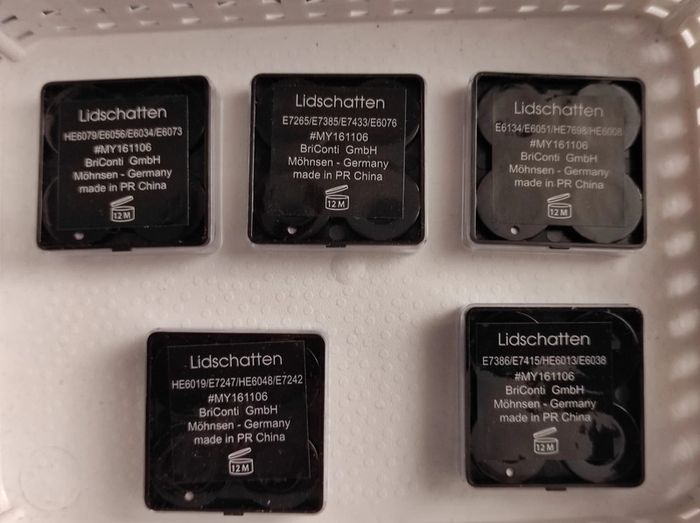 Lidschatten
HE6079/E6056/E6034/E6073
#MY161106
BriConti GmbH
Möhnsen - Germany
made in PR China
12 M
Lidschatten
E7265/E7385/E7433/E6076
#MY161106
BriConti GmbH
Möhnsen - Germany
made in PR China
12 M
Lidschatten
E6134/E6051/HE7698/HE6008
#MY161106
BriConti GmbH
Möhnsen - Germany
made in PR China
12 M
Lidschatten
HE6019/E7247/HE6048/E7242
#MY161106
BriConti GmbH
Möhnsen - Germany
made in PR China
12 M
Lidschatten
E7386/E7415/HE6013/E6038
#MY161106
BriConti GmbH
Möhnsen - Germany
made in PR China
12 M